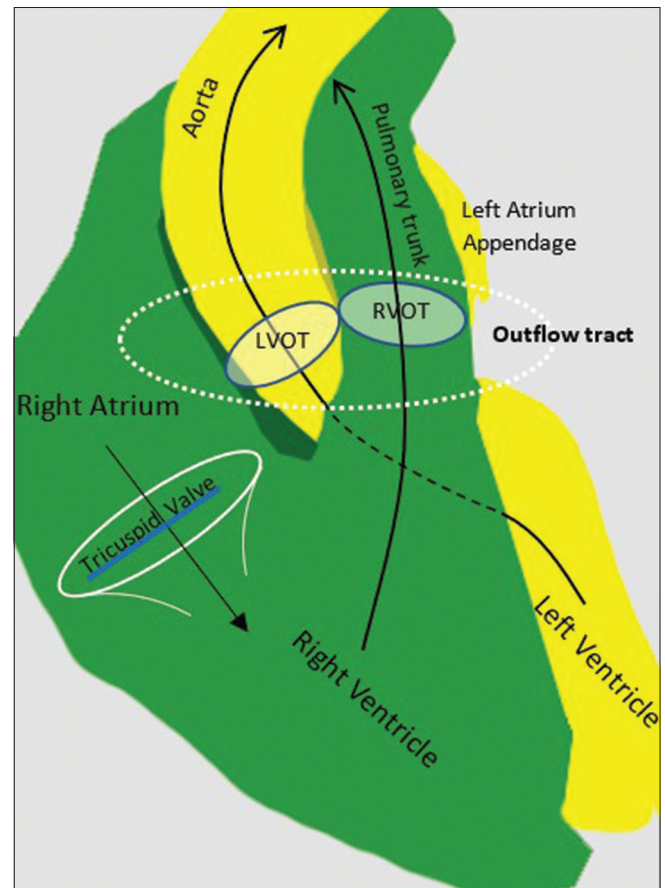 Aorta
Pulmonary trunk
Left Atrium
Appendage
LVOT
RVOT
Outflow tract
Right Atrium
Tricuspid Valve
Right Ventricle
Left Ventricle